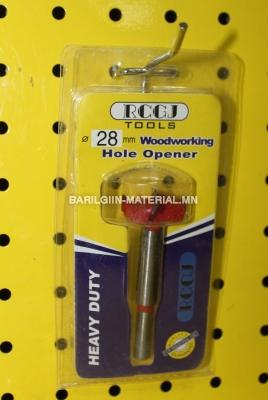 RCGJ
TOOLS
ø 28 mm Woodworking
Hole Opener
BARILGIIN-MATERIAL.MN
HEAVY DUTY
RCGJ